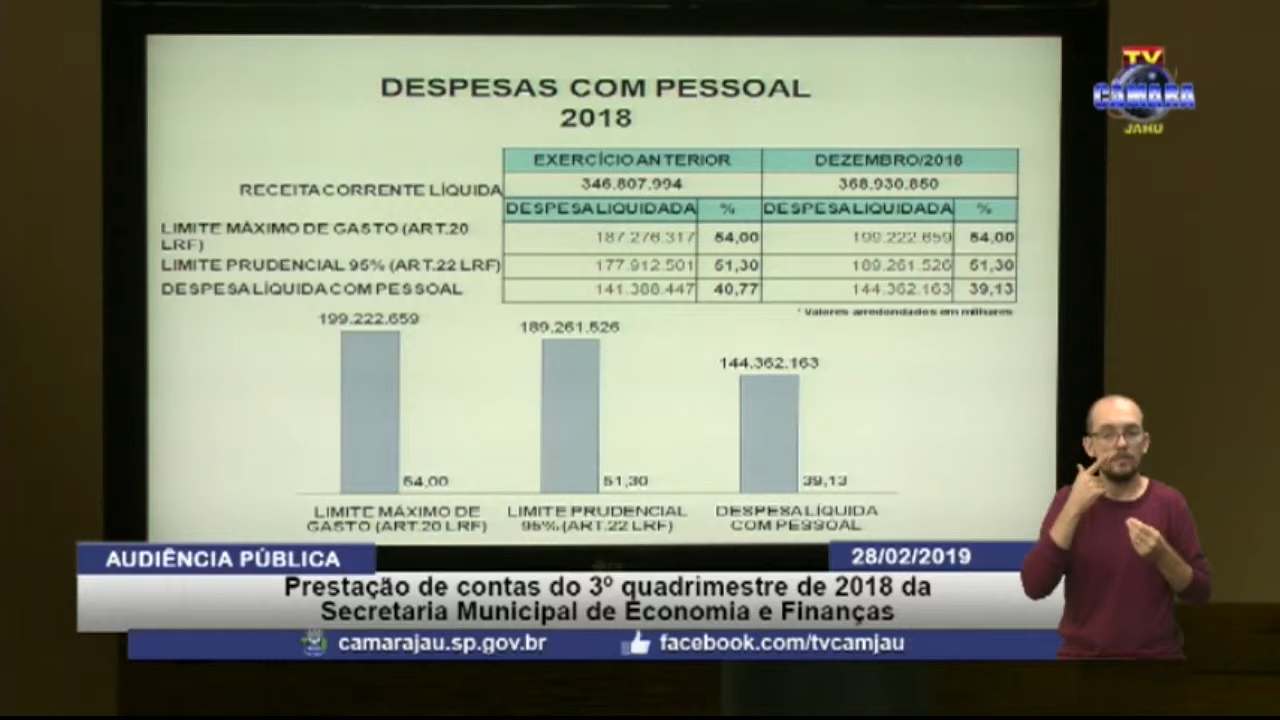 TV
CÂMARA
JAHU
DESPESAS COM PESSOAL
2018
EXERCÍCIO ANTERIOR DEZEMBRO/2018
RECEITA CORRENTE LÍQUIDA 346.807.994 368.930.850
DESPESA LIQUIDADA % DESPESA LIQUIDADA %
LIMITE MÁXIMO DE GASTO (ART.20
LRF) 187.276.317 54,00 199.222.659 54,00
LIMITE PRUDENCIAL 95% (ART.22 LRF) 177.912.501 51,30 189.261.526 51,30
DESPESA LÍQUIDA COM PESSOAL 141.388.447 40,77 144.362.163 39,13
* Valores arredondados em milhares
199.222.659 189.261.526 144.362.163
54,00 51,30 39,13
LIMITE MÁXIMO DE LIMITE PRUDENCIAL DESPESA LÍQUIDA
GASTO (ART.20 LRF) 95% (ART.22 LRF) COM PESSOAL
AUDIÊNCIA PÚBLICA 28/02/2019
Prestação de contas do 3º quadrimestre de 2018 da
Secretaria Municipal de Economia e Finanças
camarajau.sp.gov.br facebook.com/tvcamjau